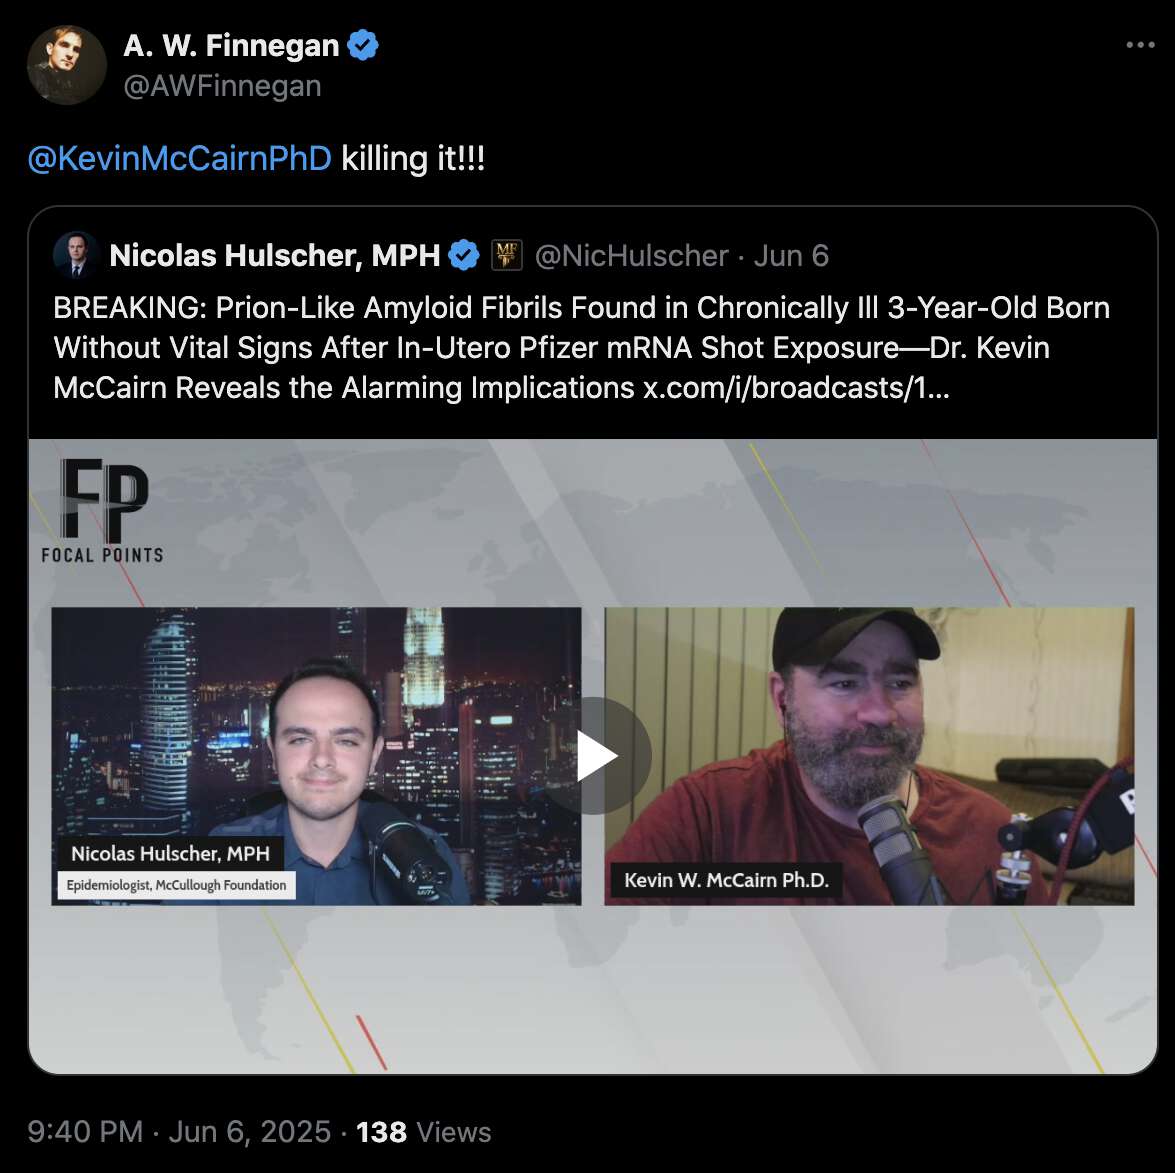 A. W. Finnegan
@AWFinnegan
@KevinMcCairnPhD killing it!!!
Nicolas Hulscher, MPH MF @NicHulscher · Jun 6
BREAKING: Prion-Like Amyloid Fibrils Found in Chronically Ill 3-Year-Old Born
Without Vital Signs After In-Utero Pfizer mRNA Shot Exposure—Dr. Kevin
McCairn Reveals the Alarming Implications x.com/i/broadcasts/1...
FP
FOCAL POINTS
Nicolas Hulscher, MPH
Epidemiologist, McCullough Foundation
Kevin W. McCairn Ph.D.
9:40 PM · Jun 6, 2025 · 138 Views